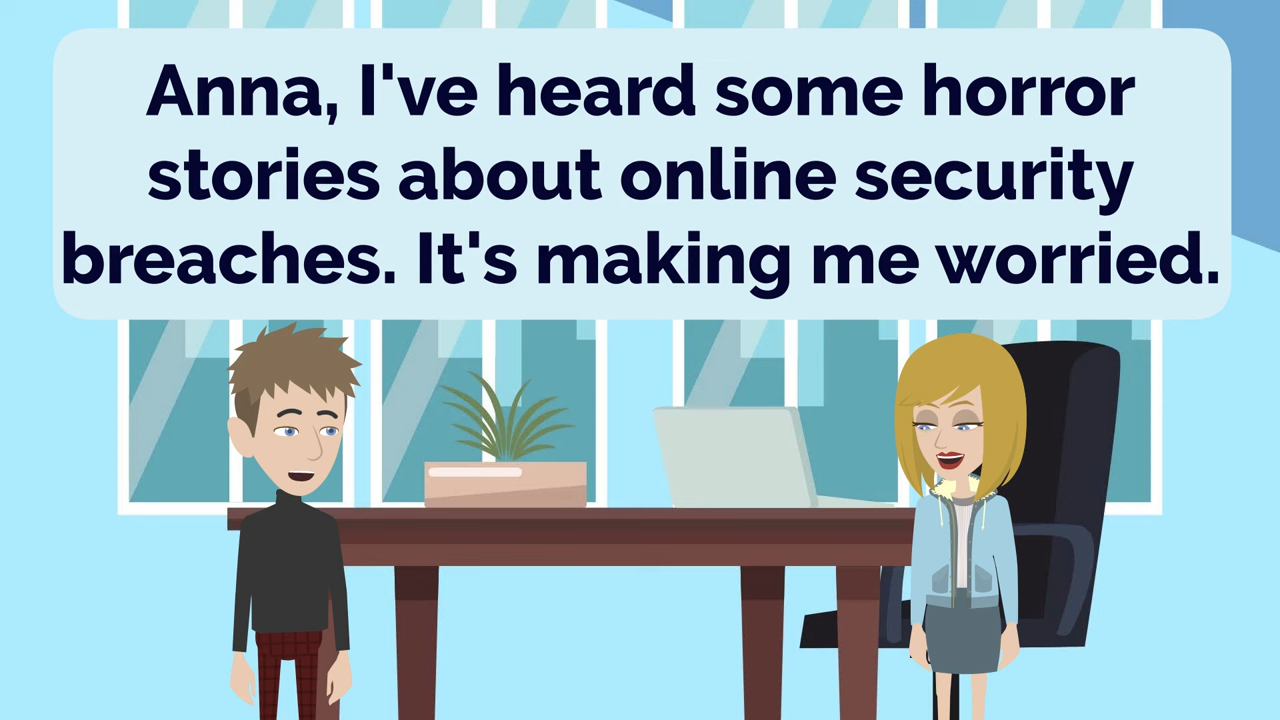 Anna, I've heard some horror
stories about online security
breaches. It's making me worried.